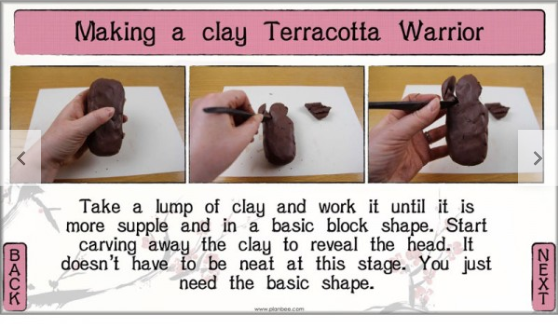 Making a clay Terracotta Warrior
Take a lump of clay and work it until it is
more supple and in a basic block shape. Start
carving away the clay to reveal the head. It
doesn't have to be neat at this stage. You just
need the basic shape.
BACK
NEXT
www.planbee.com